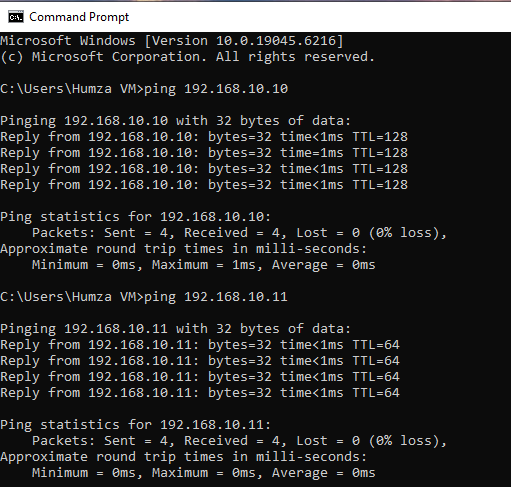 Command Prompt
Microsoft Windows [Version 10.0.19045.6216]
(c) Microsoft Corporation. All rights reserved.
C:\Users\Humza VM>ping 192.168.10.10
Pinging 192.168.10.10 with 32 bytes of data:
Reply from 192.168.10.10: bytes=32 time<1ms TTL=128
Reply from 192.168.10.10: bytes=32 time=1ms TTL=128
Reply from 192.168.10.10: bytes=32 time<1ms TTL=128
Reply from 192.168.10.10: bytes=32 time<1ms TTL=128
Ping statistics for 192.168.10.10:
    Packets: Sent = 4, Received = 4, Lost = 0 (0% loss),
Approximate round trip times in milli-seconds:
    Minimum = 0ms, Maximum = 1ms, Average = 0ms
C:\Users\Humza VM>ping 192.168.10.11
Pinging 192.168.10.11 with 32 bytes of data:
Reply from 192.168.10.11: bytes=32 time<1ms TTL=64
Reply from 192.168.10.11: bytes=32 time<1ms TTL=64
Reply from 192.168.10.11: bytes=32 time<1ms TTL=64
Reply from 192.168.10.11: bytes=32 time<1ms TTL=64
Ping statistics for 192.168.10.11:
    Packets: Sent = 4, Received = 4, Lost = 0 (0% loss),
Approximate round trip times in milli-seconds:
    Minimum = 0ms, Maximum = 0ms, Average = 0ms